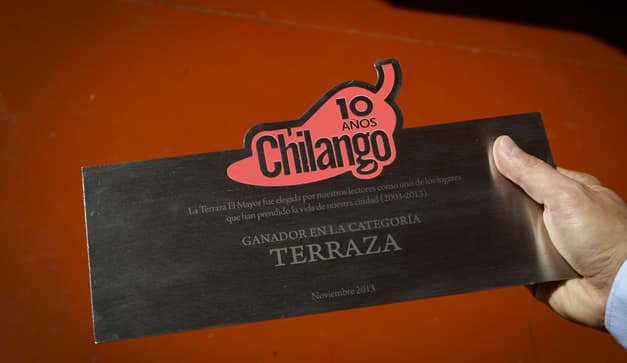 10
AÑOS
Chilango
La Terraza El Mayor fue elegida por nuestros lectores como uno de los lugares
que han prendido la vida de nuestra ciudad (2003-2013).
GANADOR EN LA CATEGORÍA
TERRAZA
Noviembre 2013